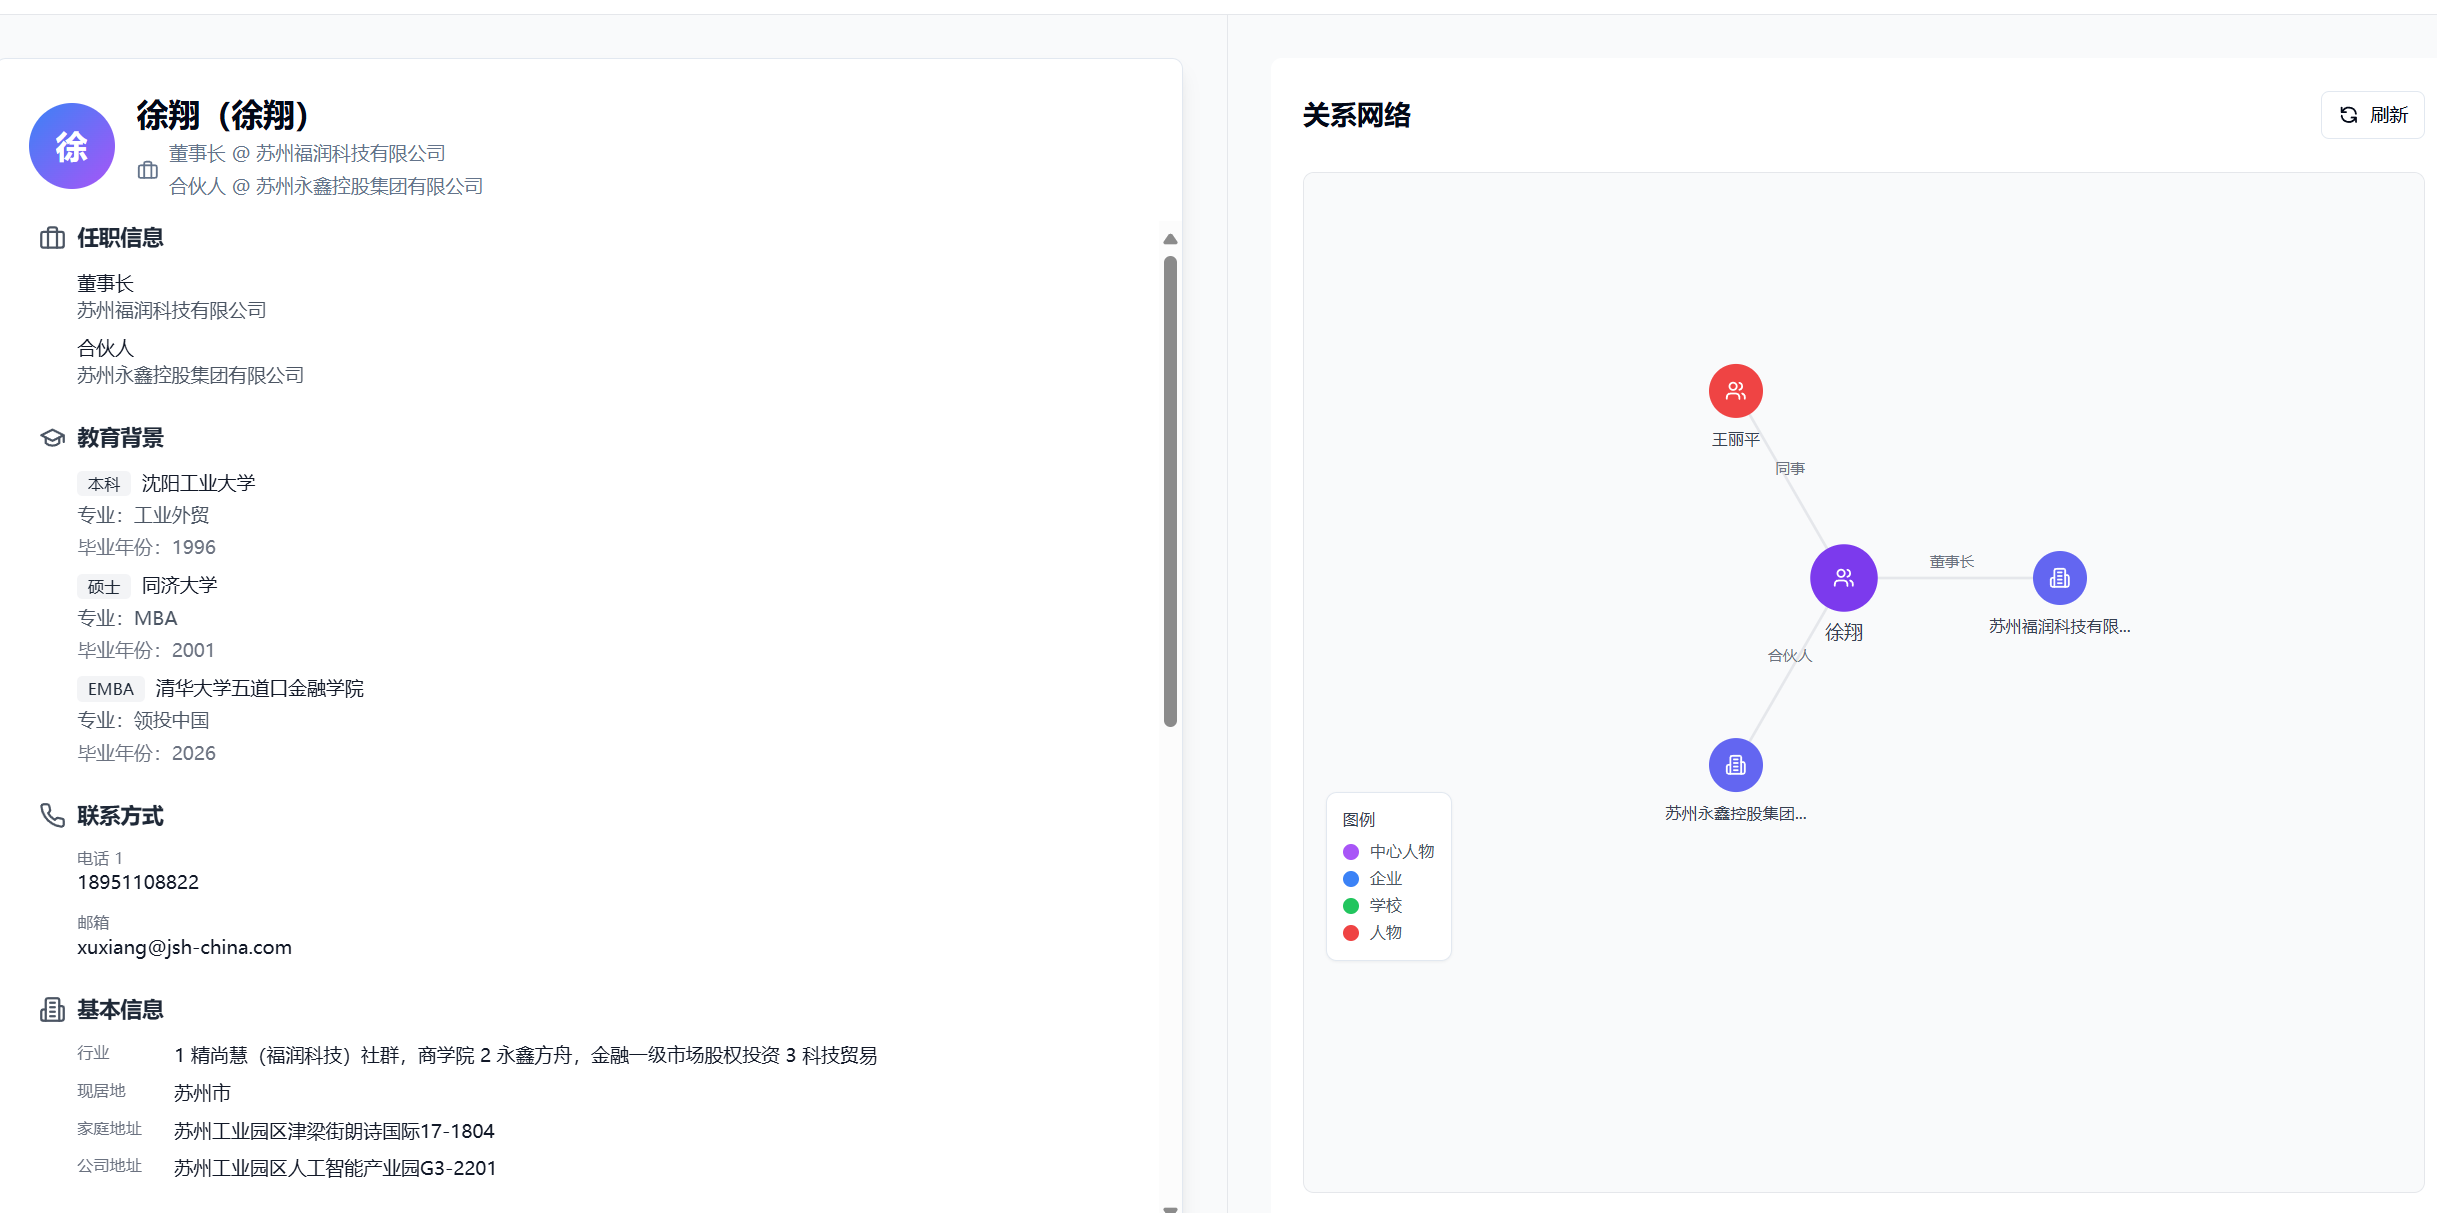 徐
徐翔（徐翔）
董事长 @ 苏州福润科技有限公司
合伙人 @ 苏州永鑫控股集团有限公司
任职信息
董事长
苏州福润科技有限公司
合伙人
苏州永鑫控股集团有限公司
教育背景
本科 沈阳工业大学
专业：工业外贸
毕业年份：1996
硕士 同济大学
专业：MBA
毕业年份：2001
EMBA 清华大学五道口金融学院
专业：领投中国
毕业年份：2026
联系方式
电话 1
18951108822
邮箱
xuxiang@jsh-china.com
基本信息
行业 1 精尚慧（福润科技）社群，商学院 2 永鑫方舟，金融一级市场股权投资 3 科技贸易
现居地 苏州市
家庭地址 苏州工业园区津梁街朗诗国际17-1804
公司地址 苏州工业园区人工智能产业园G3-2201
关系网络
刷新
王丽平
同事
董事长
徐翔
苏州福润科技有限...
合伙人
苏州永鑫控股集团...
图例
中心人物
企业
学校
人物